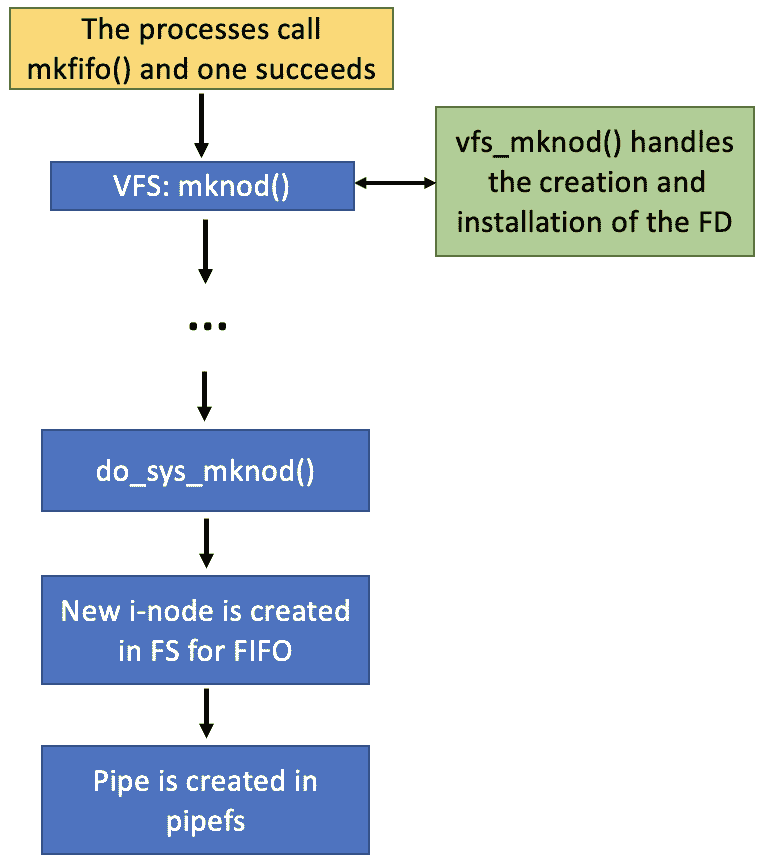 The processes call
mkfifo() and one succeeds
vfs_mknod() handles
the creation and
installation of the FD
VFS: mknod()
...
do_sys_mknod()
New i-node is created
in FS for FIFO
Pipe is created in
pipefs